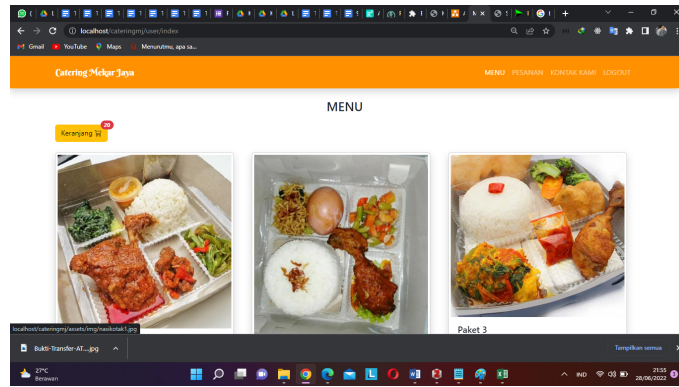 localhost/cateringmj/user/index
Gmail YouTube Maps Menurutmu, apa sa...
Catering Mekar Jaya MENU PESANAN KONTAK KAMI LOGOUT
MENU
Keranjang 20
Paket 3
localhost/cateringmj/assets/img/nasikotak1.jpg
Bukti-Transfer-AT....jpg Tampilkan semua
27°C
Berawan
IND
21:55
28/06/2022